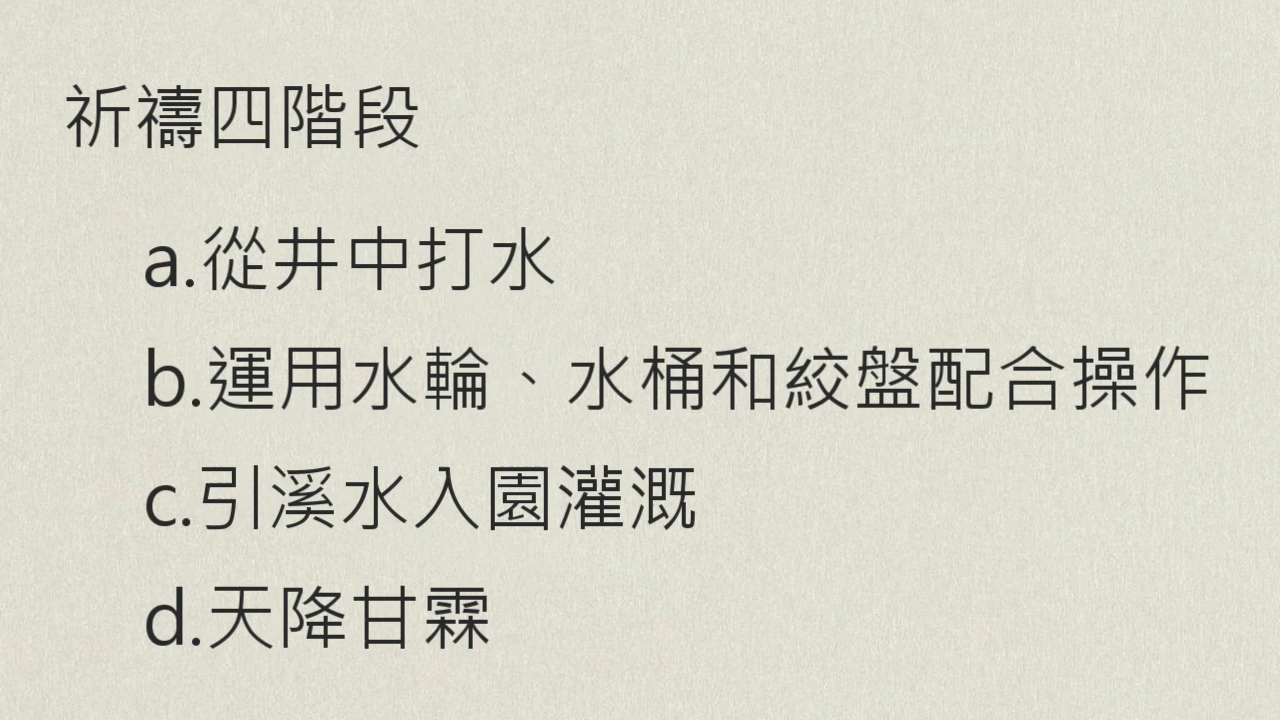 祈禱四階段
a.從井中打水
b.運用水輪、水桶和絞盤配合操作
c.引溪水入園灌溉
d.天降甘霖